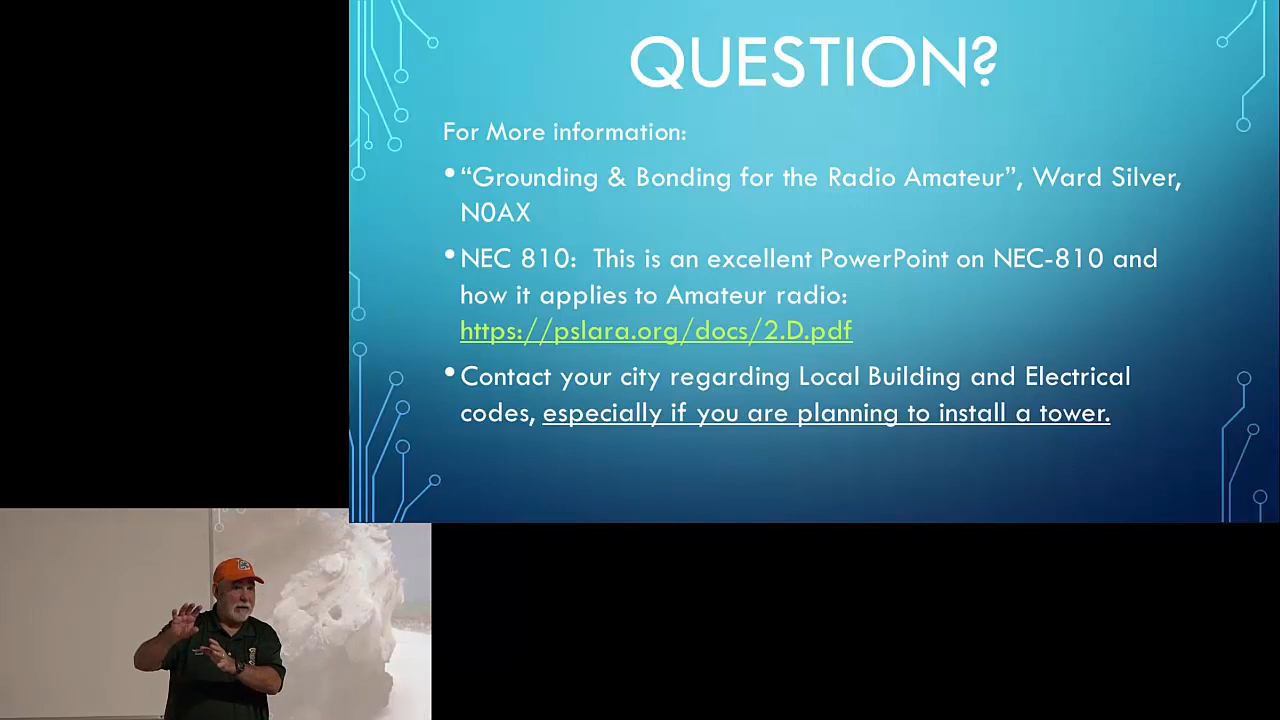 QUESTION?
For More information:
• “Grounding & Bonding for the Radio Amateur”, Ward Silver,
N0AX
• NEC 810:  This is an excellent PowerPoint on NEC-810 and
how it applies to Amateur radio:
https://pslara.org/docs/2.D.pdf
• Contact your city regarding Local Building and Electrical
codes, especially if you are planning to install a tower.